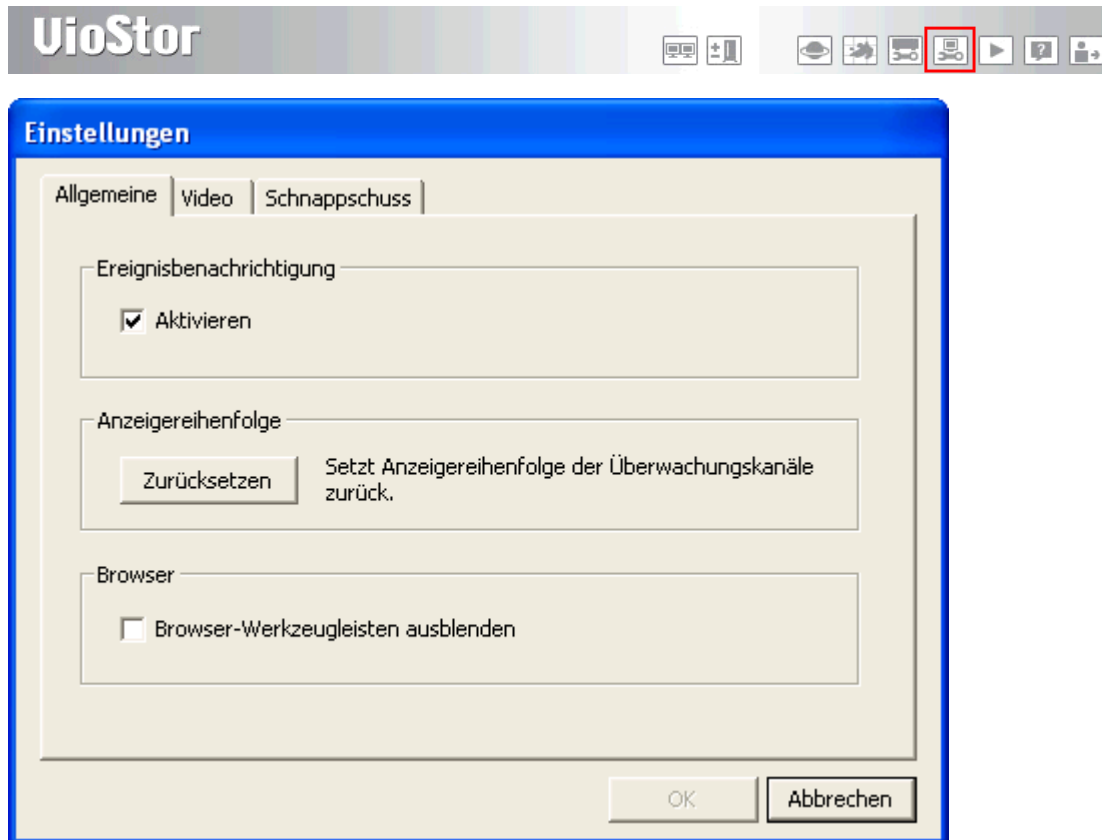 VioStor
Einstellungen
Allgemeine
Video
Schnappschuss
Ereignisbenachrichtigung
Aktivieren
Anzeigereihenfolge
Zurücksetzen
Setzt Anzeigereihenfolge der Überwachungskanäle
zurück.
Browser
Browser-Werkzeugleisten ausblenden
OK
Abbrechen